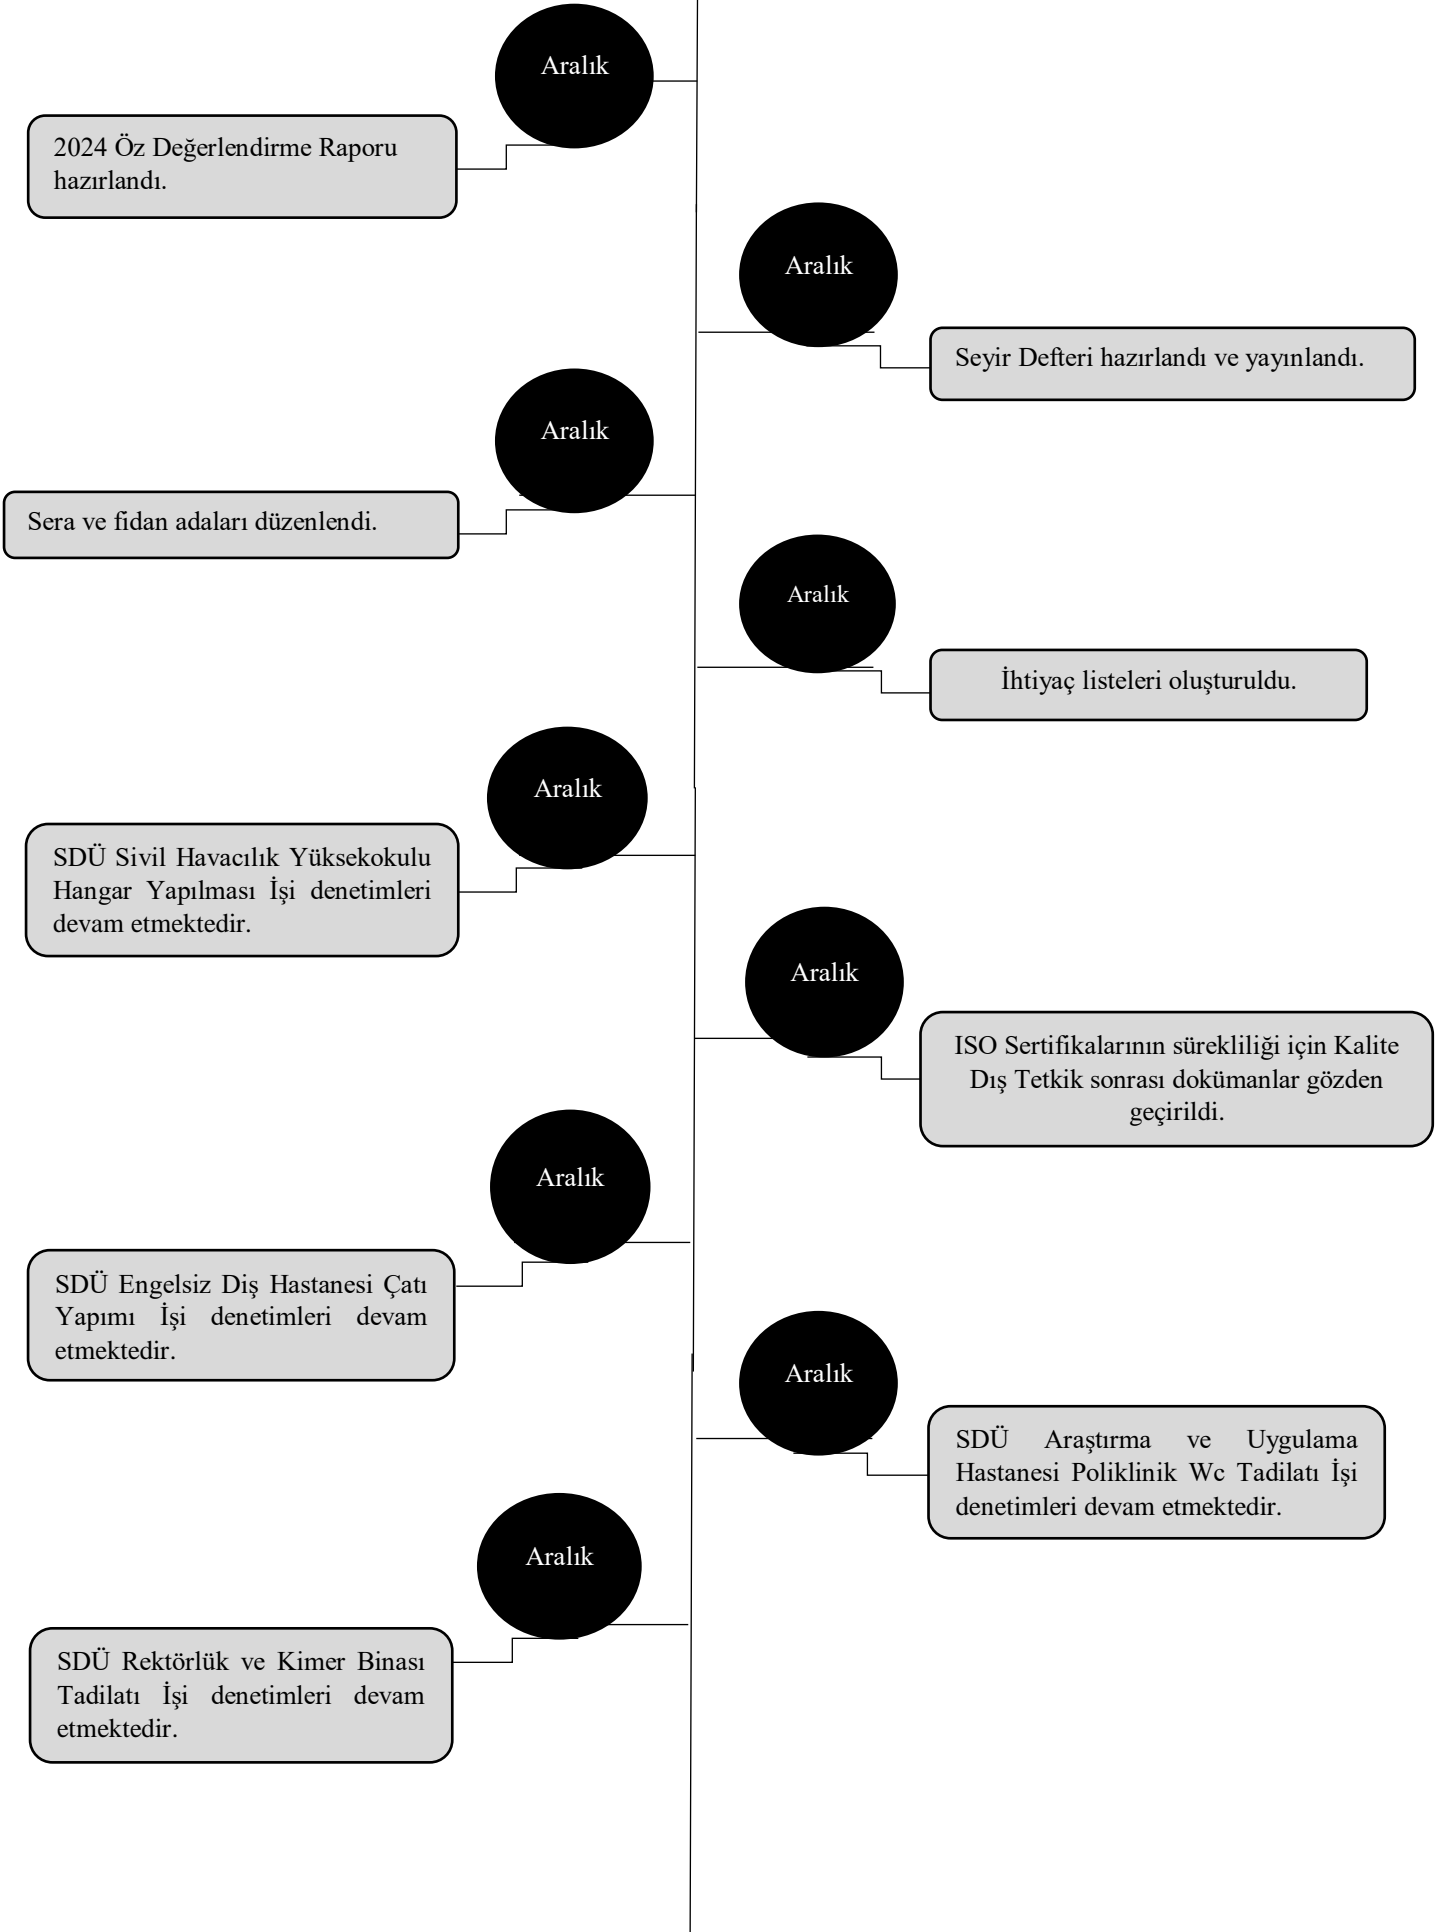 Aralık
2024 Öz Değerlendirme Raporu
hazırlandı.
Aralık
Seyir Defteri hazırlandı ve yayınlandı.
Aralık
Sera ve fidan adaları düzenlendi.
Aralık
İhtiyaç listeleri oluşturuldu.
Aralık
SDÜ Sivil Havacılık Yüksekokulu
Hangar Yapılması İşi denetimleri
devam etmektedir.
Aralık
ISO Sertifikalarının sürekliliği için Kalite
Dış Tetkik sonrası dokümanlar gözden
geçirildi.
Aralık
SDÜ Engelsiz Diş Hastanesi Çatı
Yapımı İşi denetimleri devam
etmektedir.
Aralık
SDÜ Araştırma ve Uygulama
Hastanesi Poliklinik Wc Tadilatı İşi
denetimleri devam etmektedir.
Aralık
SDÜ Rektörlük ve Kimer Binası
Tadilatı İşi denetimleri devam
etmektedir.